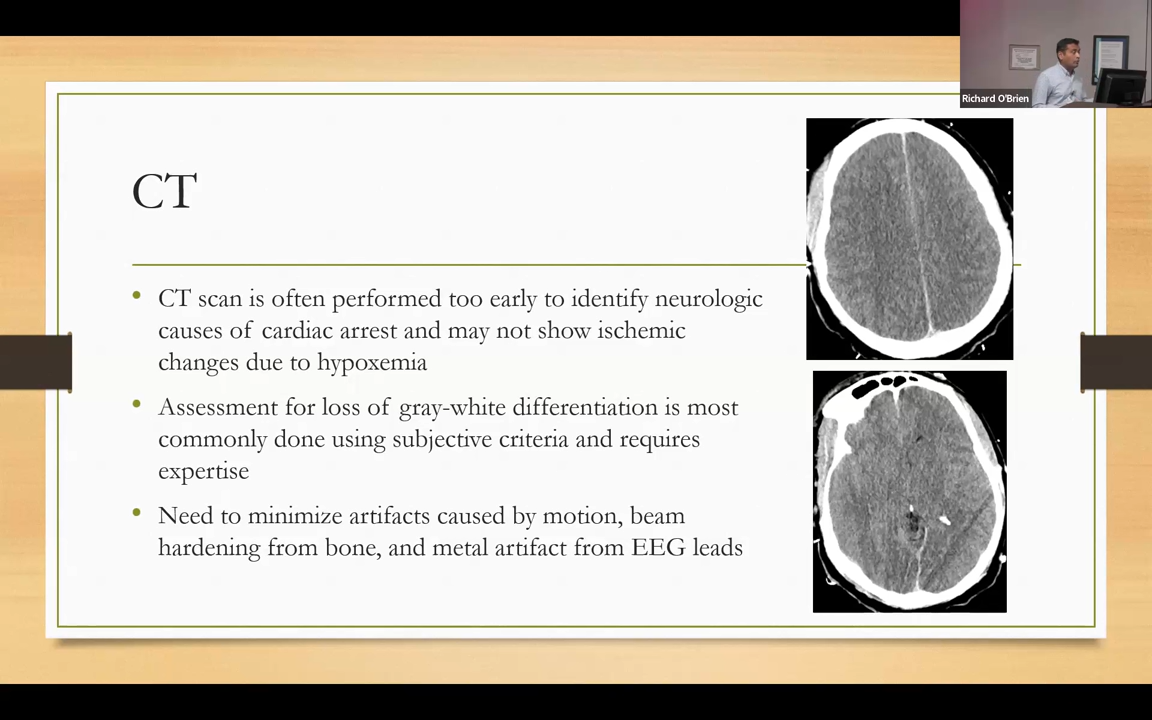 Richard O'Brien
CT
• CT scan is often performed too early to identify neurologic
causes of cardiac arrest and may not show ischemic
changes due to hypoxemia
• Assessment for loss of gray-white differentiation is most
commonly done using subjective criteria and requires
expertise
• Need to minimize artifacts caused by motion, beam
hardening from bone, and metal artifact from EEG leads